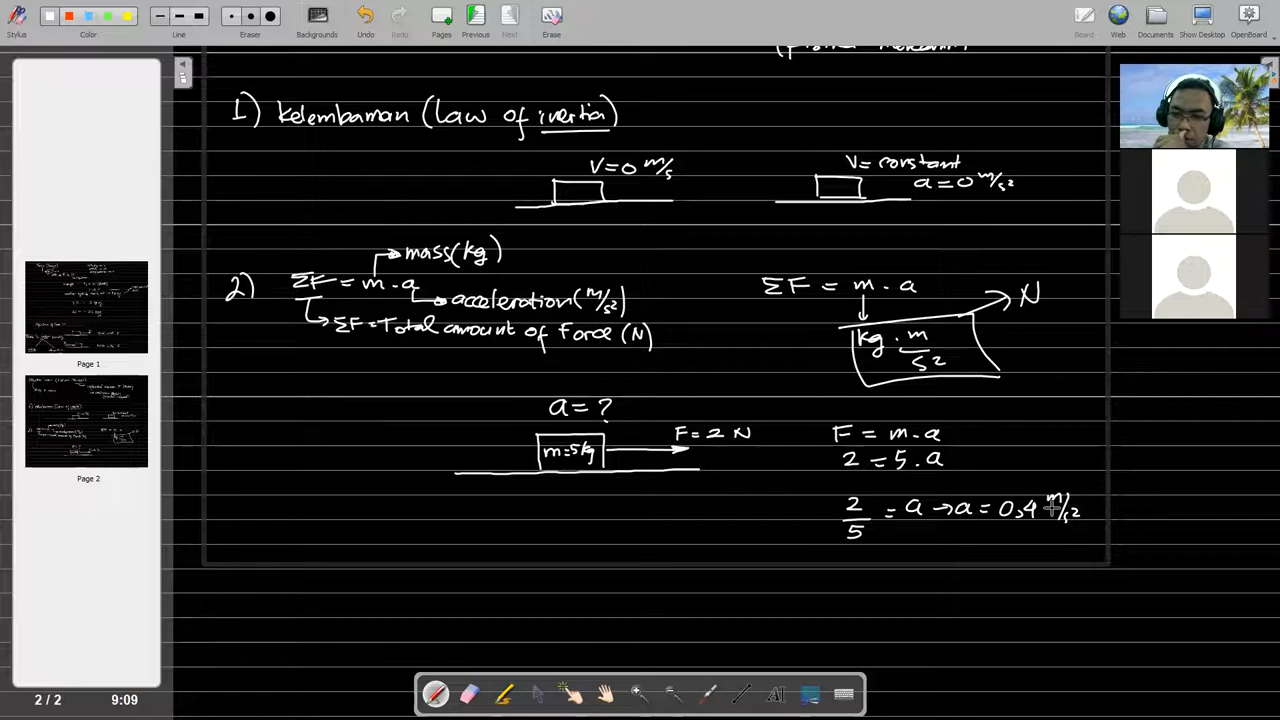 Stylus
Color
Line
Eraser
Backgrounds
Undo
Redo
Pages
Previous
Next
Erase
Board
Web
Documents
Show Desktop
OpenBoard
1) Kelembaman (Law of inertia)
V = 0 m/s
V = constant
a = 0 m/s²
2) ΣF = m . a
mass (kg)
acceleration (m/s²)
ΣF = Total amount of Force (N)
ΣF = m . a
N
kg . m/s²
a = ?
m=5kg
F = 2 N
F = m . a
2 = 5 . a
2/5 = a → a = 0,4 m/s²
Page 1
Page 2
2 / 2
9:09